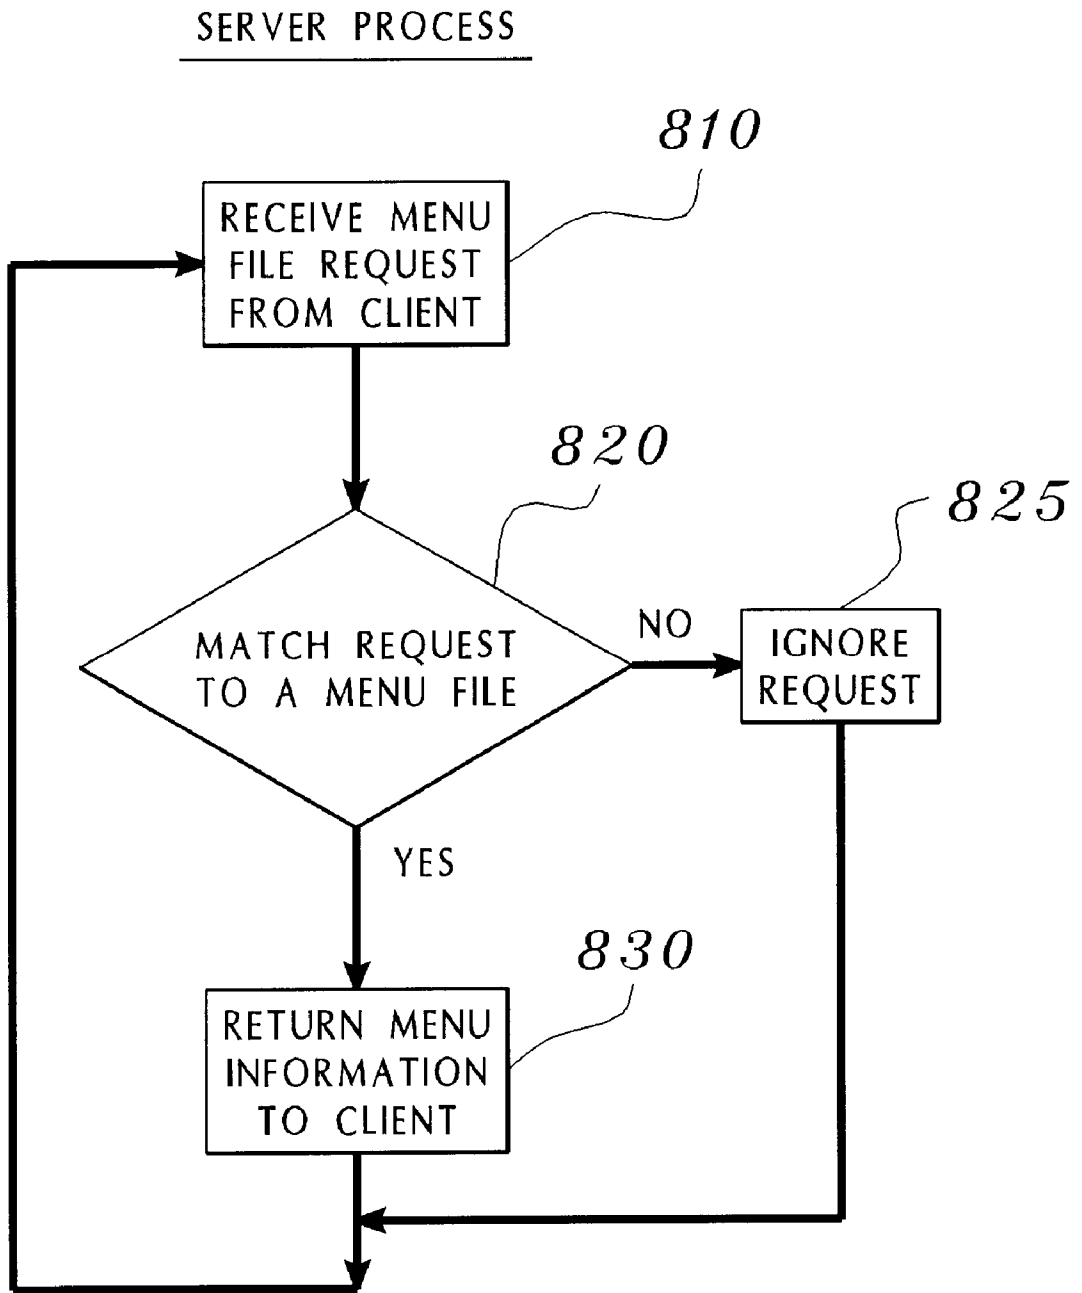 SERVER PROCESS
810
RECEIVE MENU
FILE REQUEST
FROM CLIENT
820
825
MATCH REQUEST
TO A MENU FILE
NO
IGNORE
REQUEST
YES
830
RETURN MENU
INFORMATION
TO CLIENT